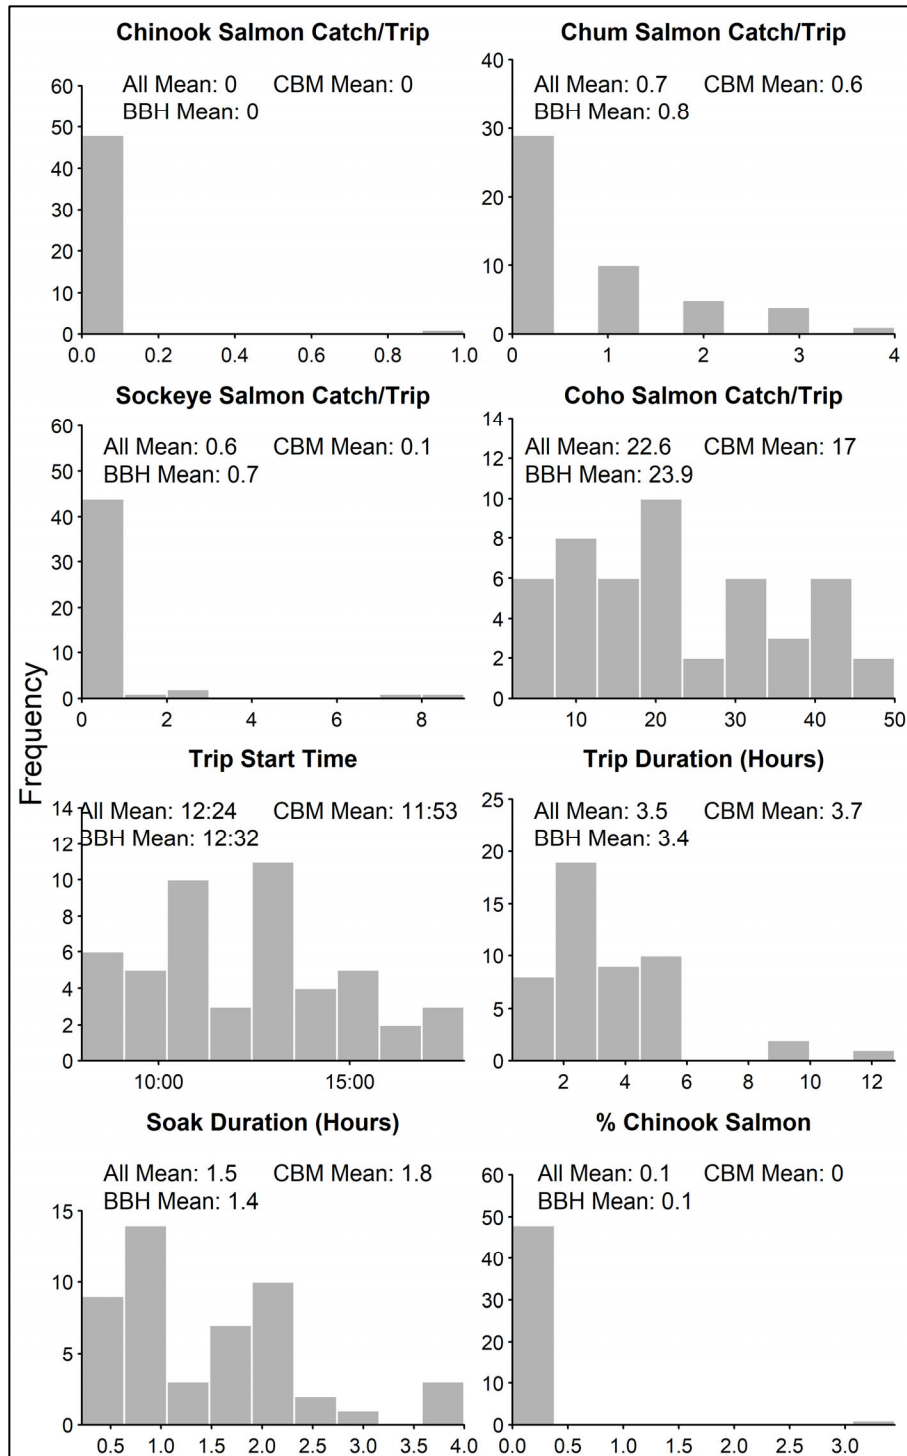 Chinook Salmon Catch/Trip
All Mean: 0 CBM Mean: 0
BBH Mean: 0
60
50
40
30
20
10
0
0.0 0.2 0.4 0.6 0.8 1.0
Chum Salmon Catch/Trip
All Mean: 0.7 CBM Mean: 0.6
BBH Mean: 0.8
40
30
20
10
0
0 1 2 3 4
Sockeye Salmon Catch/Trip
All Mean: 0.6 CBM Mean: 0.1
BBH Mean: 0.7
60
50
40
30
20
10
0
0 2 4 6 8
Coho Salmon Catch/Trip
All Mean: 22.6 CBM Mean: 17
BBH Mean: 23.9
14
12
10
8
6
4
2
0
10 20 30 40 50
Frequency
Trip Start Time
All Mean: 12:24 CBM Mean: 11:53
BBH Mean: 12:32
14
12
10
8
6
4
2
0
10:00 15:00
Trip Duration (Hours)
All Mean: 3.5 CBM Mean: 3.7
BBH Mean: 3.4
25
20
15
10
5
0
2 4 6 8 10 12
Soak Duration (Hours)
All Mean: 1.5 CBM Mean: 1.8
BBH Mean: 1.4
15
10
5
0
0.5 1.0 1.5 2.0 2.5 3.0 3.5 4.0
% Chinook Salmon
All Mean: 0.1 CBM Mean: 0
BBH Mean: 0.1
60
50
40
30
20
10
0
0.0 0.5 1.0 1.5 2.0 2.5 3.0